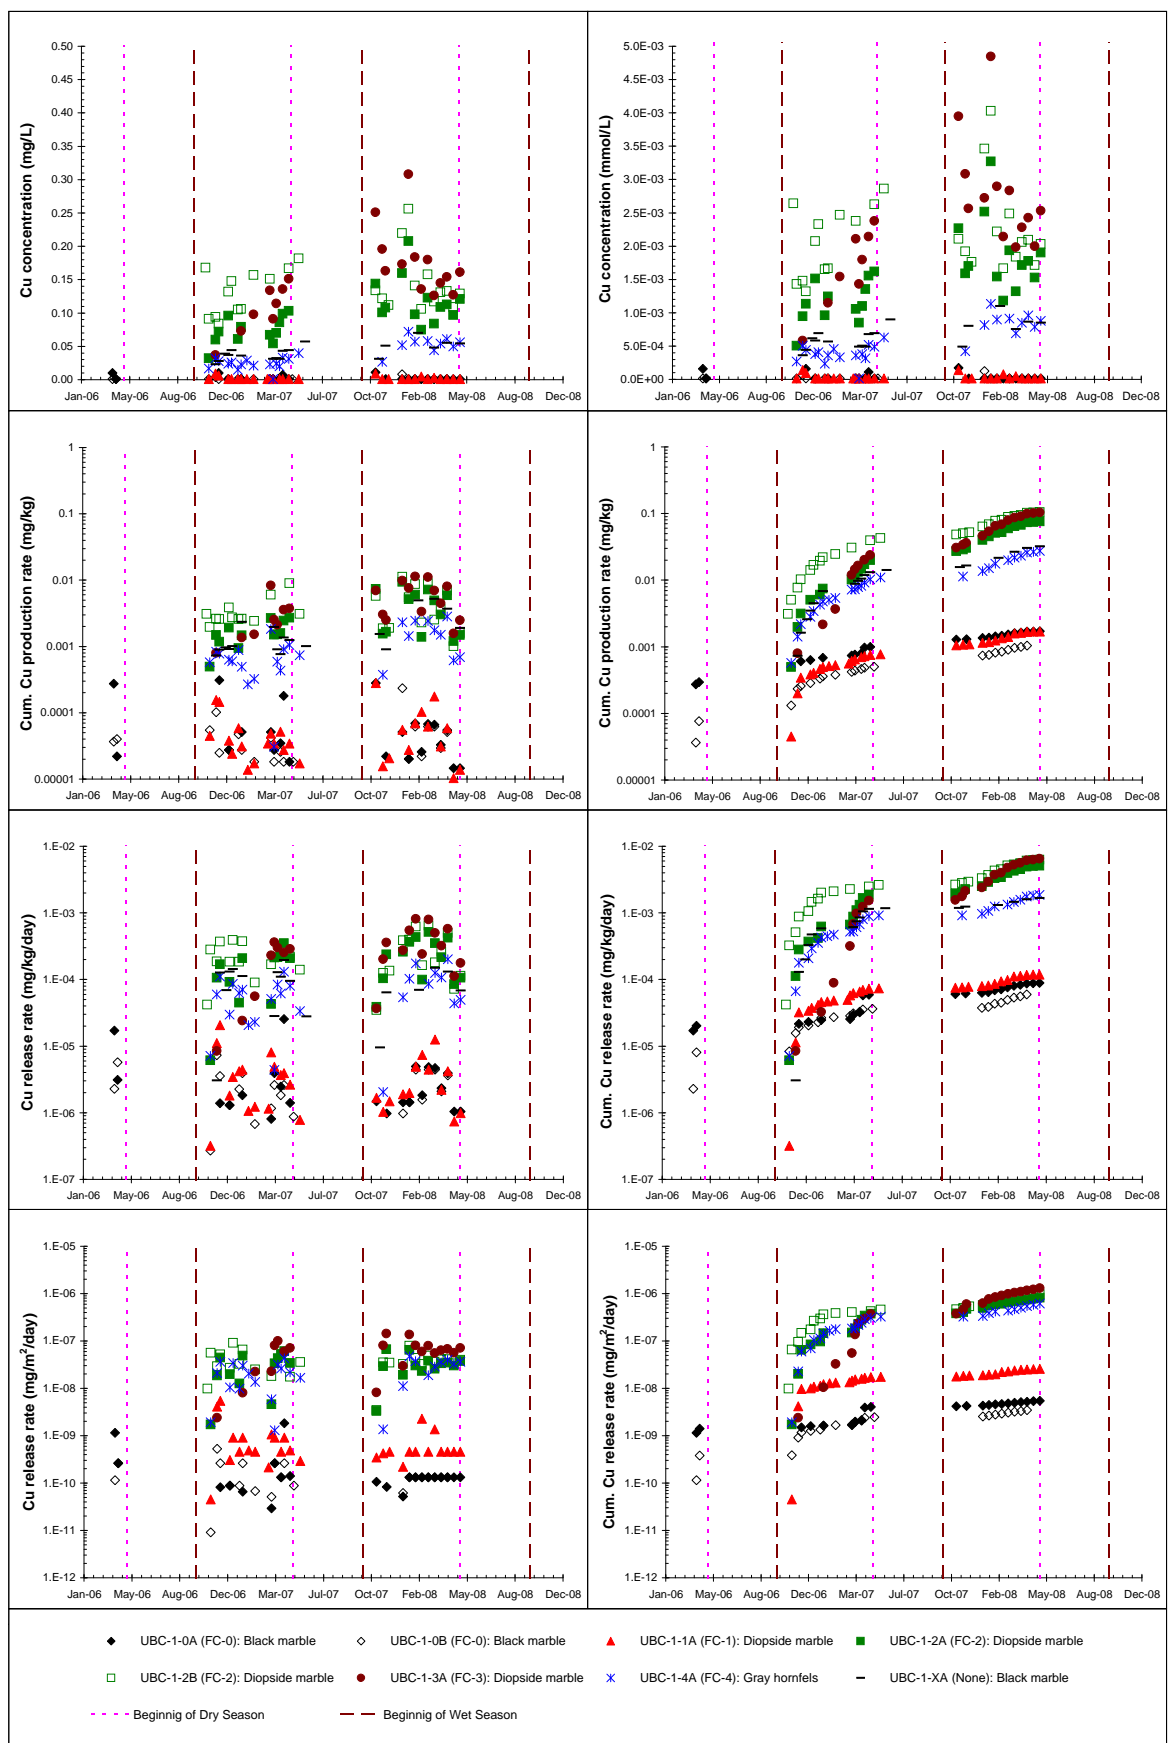 0.50
0.45
0.40
0.35
0.30
0.25
0.20
0.15
0.10
0.05
0.00
Cu concentration (mg/L)
Jan-06 May-06 Aug-06 Dec-06 Mar-07 Jul-07 Oct-07 Feb-08 May-08 Aug-08 Dec-08
5.0E-03
4.5E-03
4.0E-03
3.5E-03
3.0E-03
2.5E-03
2.0E-03
1.5E-03
1.0E-03
5.0E-04
0.0E+00
Cu concentration (mmol/L)
Jan-06 May-06 Aug-06 Dec-06 Mar-07 Jul-07 Oct-07 Feb-08 May-08 Aug-08 Dec-08
1
0.1
0.01
0.001
0.0001
0.00001
Cum. Cu production rate (mg/kg)
Jan-06 May-06 Aug-06 Dec-06 Mar-07 Jul-07 Oct-07 Feb-08 May-08 Aug-08 Dec-08
1
0.1
0.01
0.001
0.0001
0.00001
Cum. Cu production rate (mg/kg)
Jan-06 May-06 Aug-06 Dec-06 Mar-07 Jul-07 Oct-07 Feb-08 May-08 Aug-08 Dec-08
1.E-02
1.E-03
1.E-04
1.E-05
1.E-06
1.E-07
Cu release rate (mg/kg/day)
Jan-06 May-06 Aug-06 Dec-06 Mar-07 Jul-07 Oct-07 Feb-08 May-08 Aug-08 Dec-08
1.E-02
1.E-03
1.E-04
1.E-05
1.E-06
1.E-07
Cum. Cu release rate (mg/kg/day)
Jan-06 May-06 Aug-06 Dec-06 Mar-07 Jul-07 Oct-07 Feb-08 May-08 Aug-08 Dec-08
1.E-05
1.E-06
1.E-07
1.E-08
1.E-09
1.E-10
1.E-11
1.E-12
Cu release rate (mg/m²/day)
Jan-06 May-06 Aug-06 Dec-06 Mar-07 Jul-07 Oct-07 Feb-08 May-08 Aug-08 Dec-08
1.E-05
1.E-06
1.E-07
1.E-08
1.E-09
1.E-10
1.E-11
1.E-12
Cum. Cu release rate (mg/m²/day)
Jan-06 May-06 Aug-06 Dec-06 Mar-07 Jul-07 Oct-07 Feb-08 May-08 Aug-08 Dec-08
UBC-1-0A (FC-0): Black marble UBC-1-0B (FC-0): Black marble UBC-1-1A (FC-1): Diopside marble UBC-1-2A (FC-2): Diopside marble
UBC-1-2B (FC-2): Diopside marble UBC-1-3A (FC-3): Diopside marble UBC-1-4A (FC-4): Gray hornfels UBC-1-XA (None): Black marble
Beginnig of Dry Season Beginnig of Wet Season